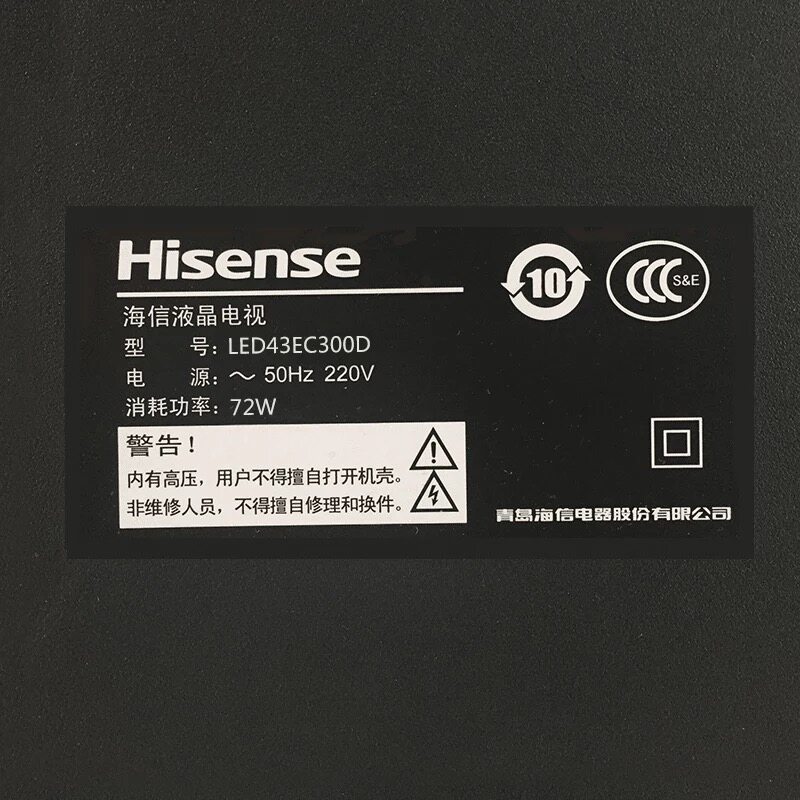 Hisense
10
CCC S&E
海信液晶电视
型 号: LED43EC300D
电 源: ～ 50Hz 220V
消耗功率: 72W
警告！
内有高压，用户不得擅自打开机壳。
非维修人员，不得擅自修理和换件。
青岛海信电器股份有限公司